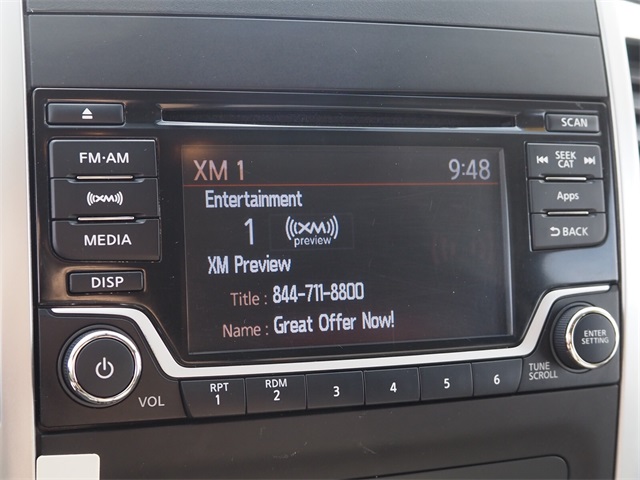 SCAN
FM·AM
XM 1 9:48
SEEK
CAT
Entertainment
(((XM)))
1 (((XM)))
preview
Apps
MEDIA
XM Preview
BACK
DISP
Title : 844-711-8800
Name : Great Offer Now!
ENTER
SETTING
VOL
RPT
1
RDM
2
3
4
5
6
TUNE
SCROLL